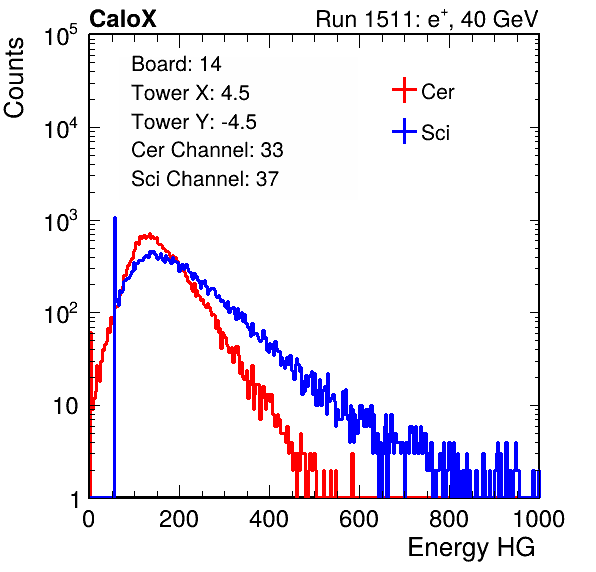 CaloX Run 1511: e⁺, 40 GeV
Counts
10⁵
10⁴
10³
10²
10
1
Board: 14
Tower X: 4.5
Tower Y: -4.5
Cer Channel: 33
Sci Channel: 37
Cer
Sci
0 200 400 600 800 1000
Energy HG